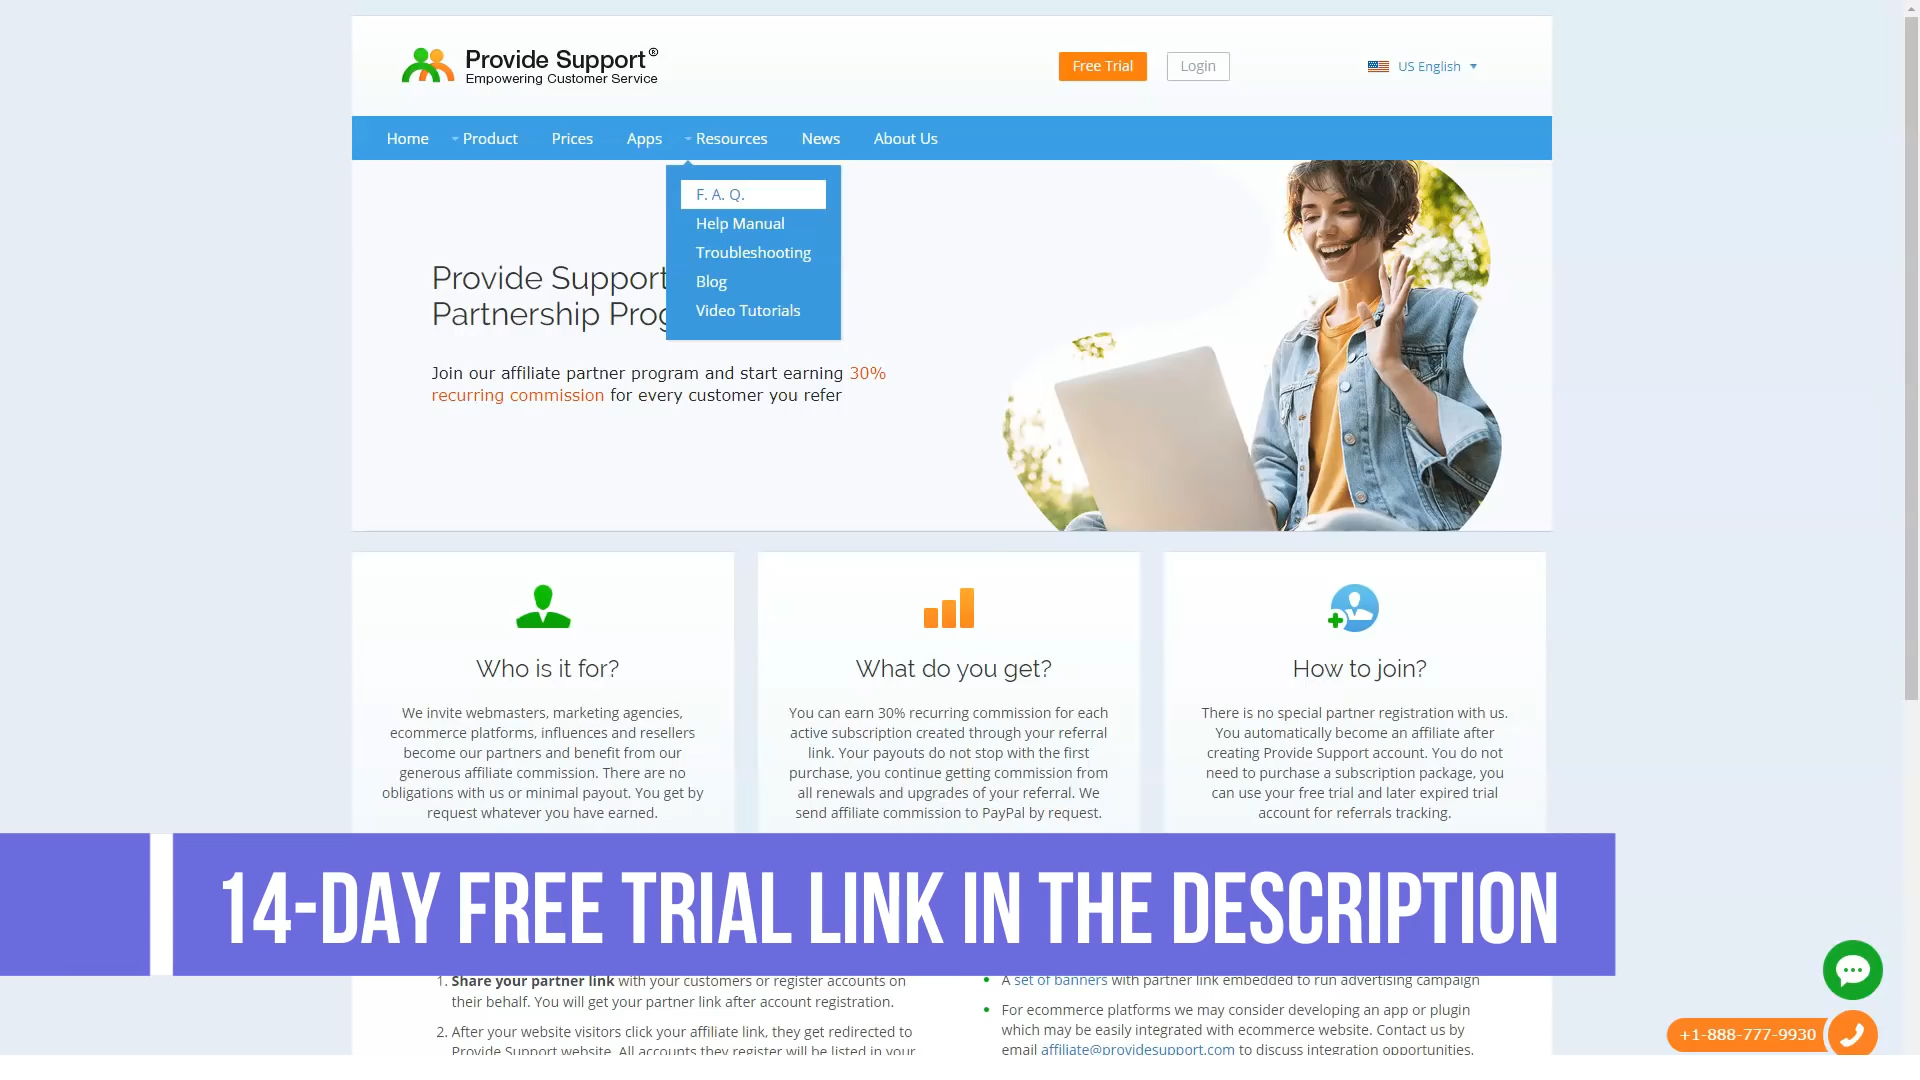 Provide Support®
Empowering Customer Service
Free Trial
Login
US English
Home
Product
Prices
Apps
Resources
News
About Us
F. A. Q.
Help Manual
Troubleshooting
Blog
Video Tutorials
Provide Support
Partnership Prog
Join our affiliate partner program and start earning 30%
recurring commission for every customer you refer
Who is it for?
We invite webmasters, marketing agencies,
ecommerce platforms, influences and resellers
become our partners and benefit from our
generous affiliate commission. There are no
obligations with us or minimal payout. You get by
request whatever you have earned.
What do you get?
You can earn 30% recurring commission for each
active subscription created through your referral
link. Your payouts do not stop with the first
purchase, you continue getting commission from
all renewals and upgrades of your referral. We
send affiliate commission to PayPal by request.
How to join?
There is no special partner registration with us.
You automatically become an affiliate after
creating Provide Support account. You do not
need to purchase a subscription package, you
can use your free trial and later expired trial
account for referrals tracking.
14-DAY FREE TRIAL LINK IN THE DESCRIPTION
1. Share your partner link with your customers or register accounts on
their behalf. You will get your partner link after account registration.
2. After your website visitors click your affiliate link, they get redirected to
Provide Support website. All accounts they register will be listed in your
A set of banners with partner link embedded to run advertising campaign
For ecommerce platforms we may consider developing an app or plugin
which may be easily integrated with ecommerce website. Contact us by
email affiliate@providesupport.com to discuss integration opportunities.
+1-888-777-9930